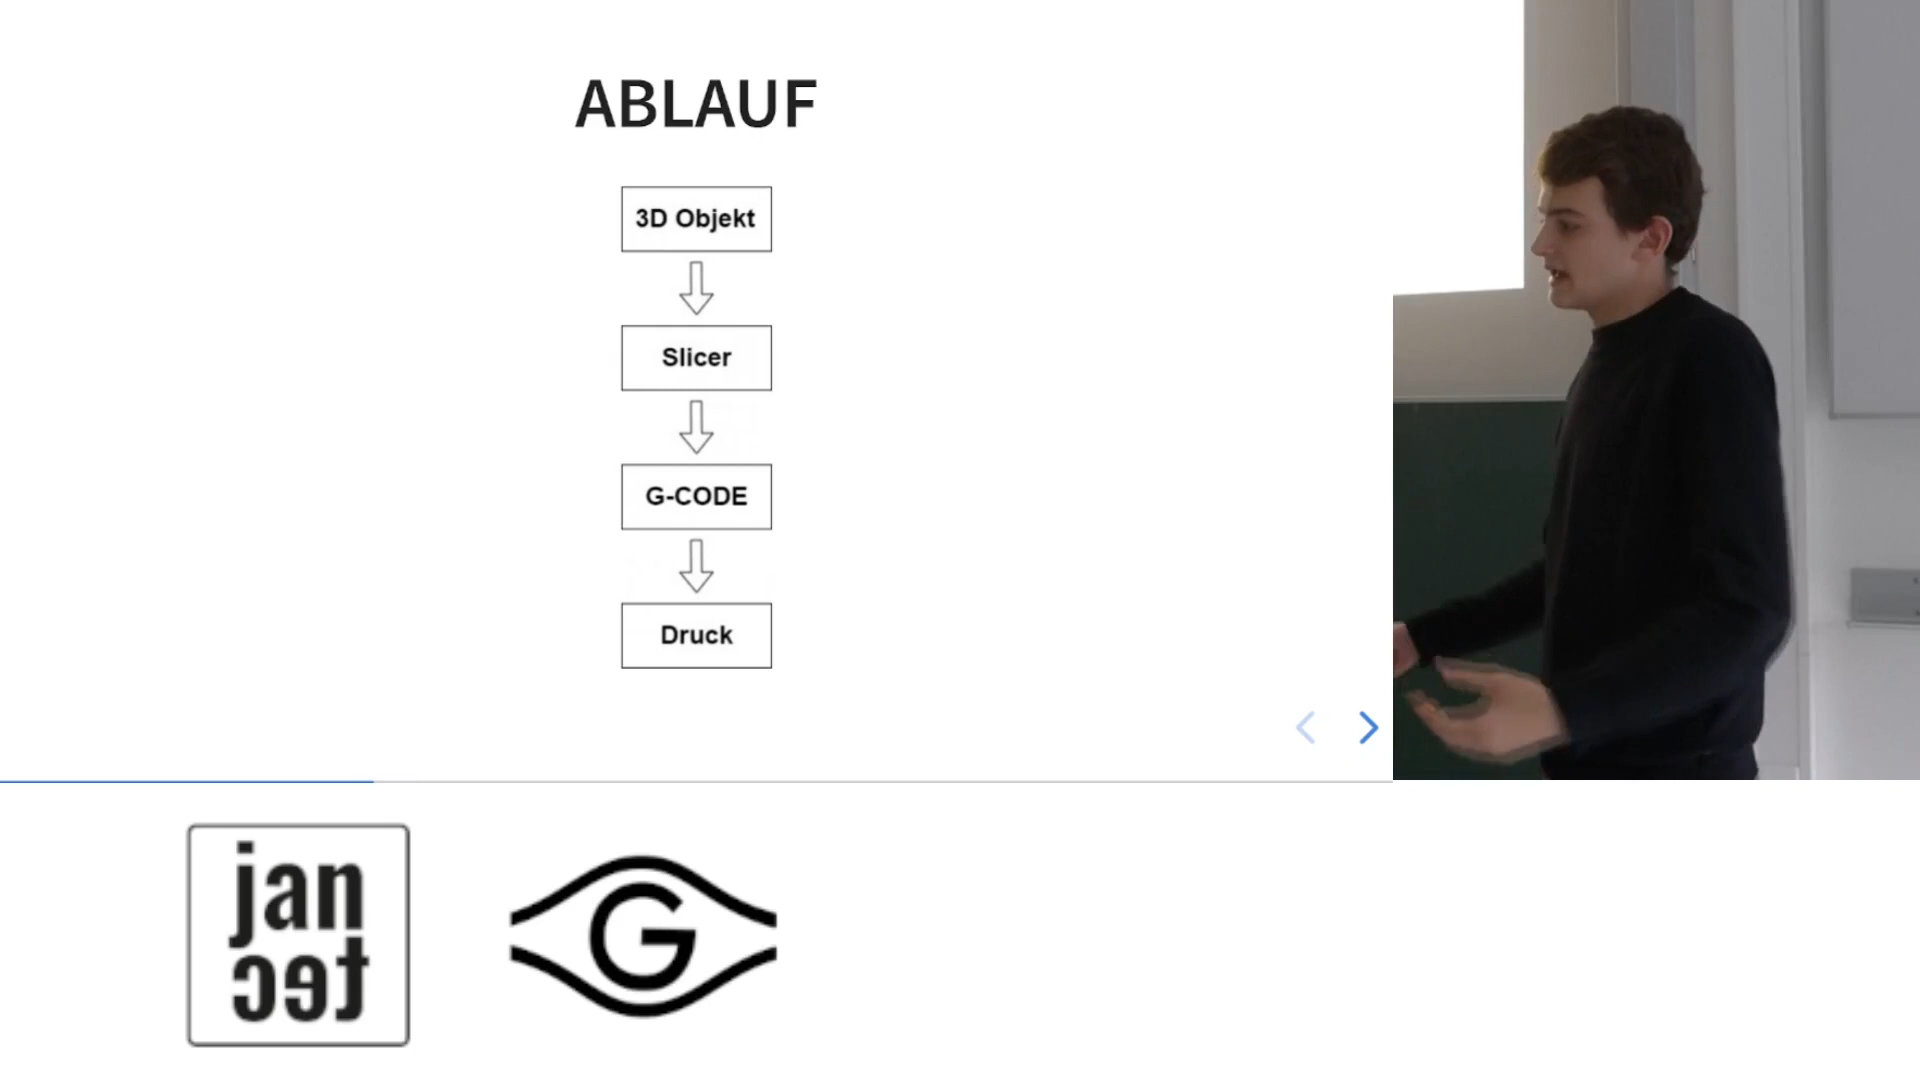 ABLAUF
3D Objekt
Slicer
G-CODE
Druck
jan
tec
G